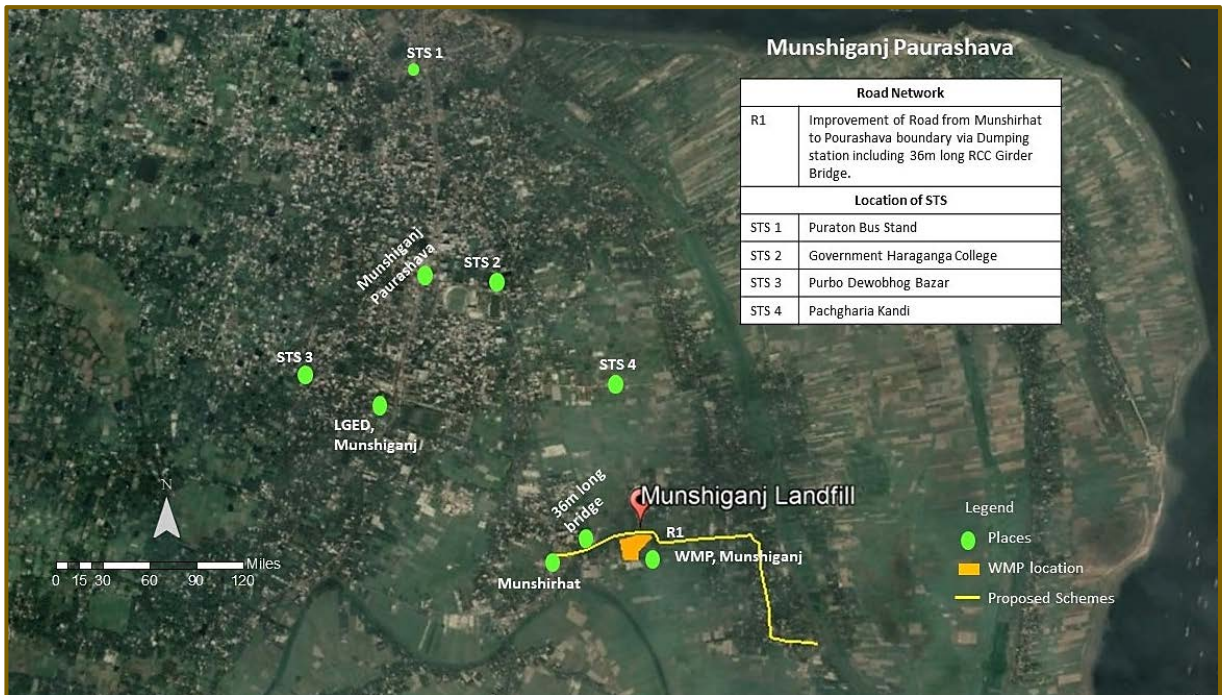 Munshiganj Paurashava
Road Network
R1
Improvement of Road from Munshirhat
to Pourashava boundary via Dumping
station including 36m long RCC Girder
Bridge.
Location of STS
STS 1 Puraton Bus Stand
STS 2 Government Haraganga College
STS 3 Purbo Dewobhog Bazar
STS 4 Pachgharia Kandi
STS 1
Munshiganj
Paurashava
STS 2
STS 3
STS 4
LGED,
Munshiganj
36m long
bridge
Munshiganj Landfill
R1
WMP, Munshiganj
Munshirhat
N
Miles
0 15 30 60 90 120
Legend
Places
WMP location
Proposed Schemes